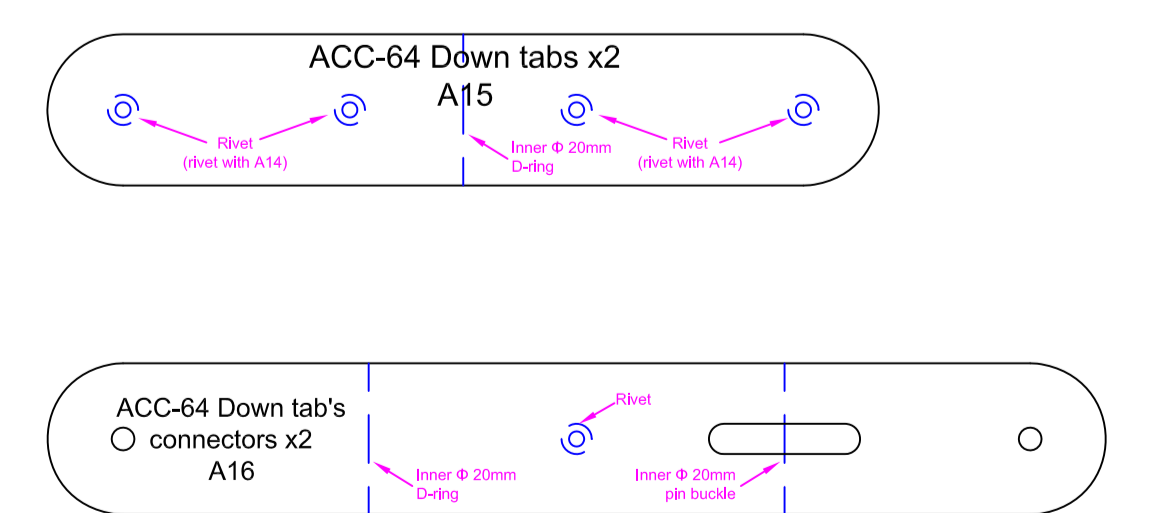 ACC-64 Down tabs x2
A15
Rivet
(rivet with A14)
Inner Φ 20mm
D-ring
Rivet
(rivet with A14)
ACC-64 Down tab's
connectors x2
A16
Inner Φ 20mm
D-ring
Rivet
Inner Φ 20mm
pin buckle